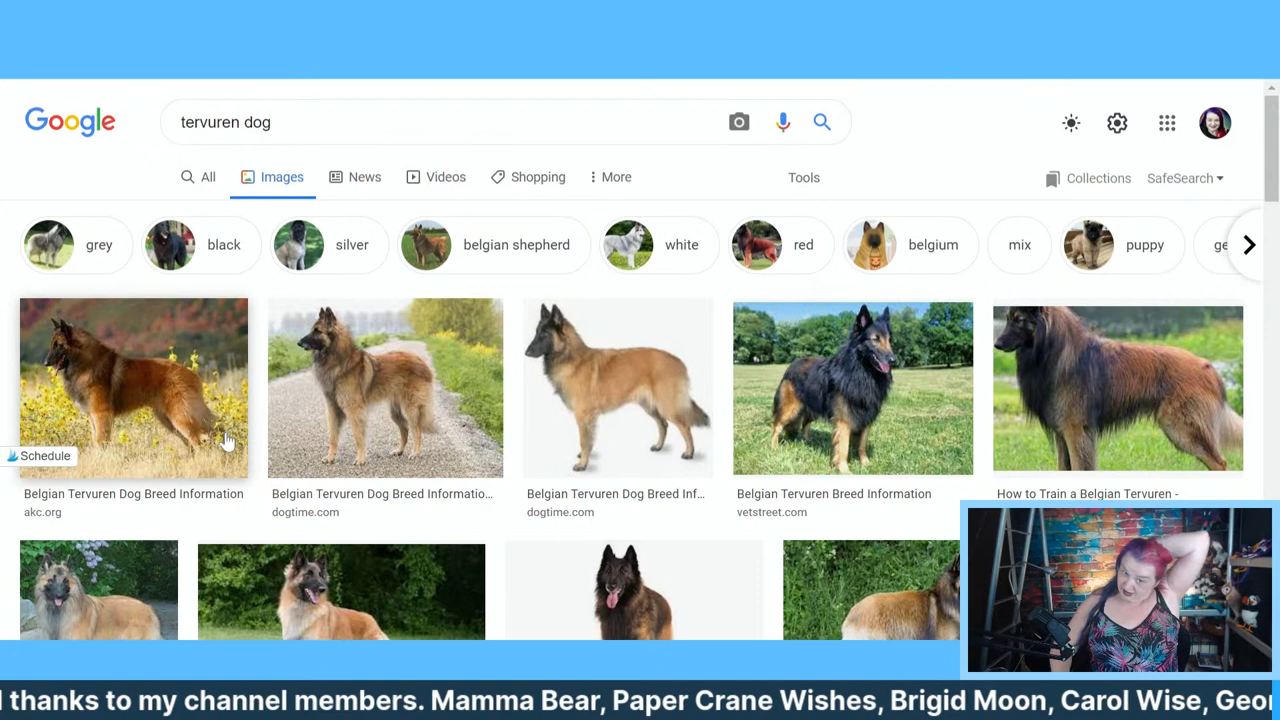 Google
tervuren dog
All Images News Videos Shopping More Tools Collections SafeSearch
grey black silver belgian shepherd white red belgium mix puppy ge
Schedule
Belgian Tervuren Dog Breed Information
akc.org
Belgian Tervuren Dog Breed Informatio...
dogtime.com
Belgian Tervuren Dog Breed Inf...
dogtime.com
Belgian Tervuren Breed Information
vetstreet.com
How to Train a Belgian Tervuren -
thanks to my channel members. Mamma Bear, Paper Crane Wishes, Brigid Moon, Carol Wise, Geor